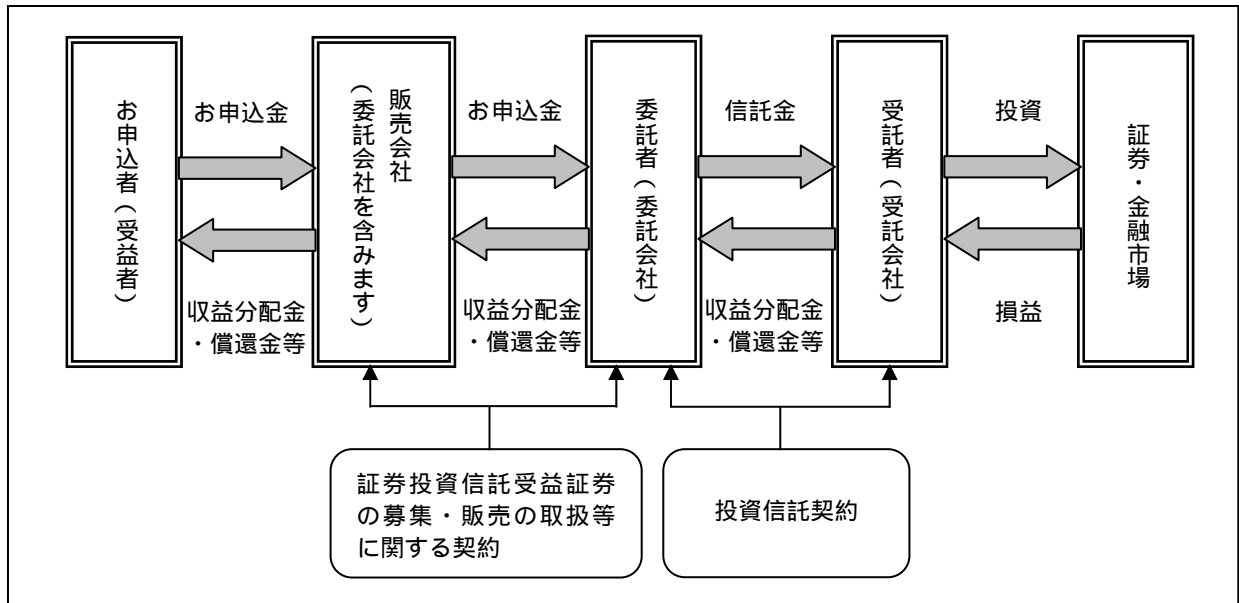 お申込者（受益者）
お申込金
収益分配金
・償還金等
販売会社
（委託会社を含みます）
お申込金
収益分配金
・償還金等
委託者（委託会社）
信託金
収益分配金
・償還金等
受託者（受託会社）
投資
損益
証券・金融市場
証券投資信託受益証券
の募集・販売の取扱等
に関する契約
投資信託契約